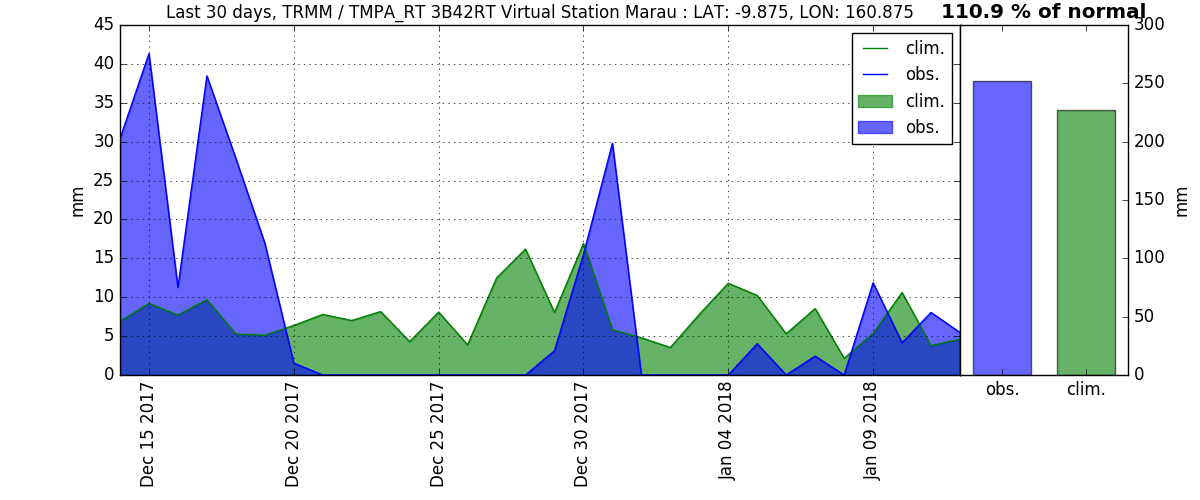 Last 30 days, TRMM / TMPA_RT 3B42RT Virtual Station Marau : LAT: -9.875, LON: 160.875
110.9 % of normal
45
40
35
30
25
20
15
10
5
0
mm
clim.
obs.
clim.
obs.
300
250
200
150
100
50
0
mm
Dec 15 2017
Dec 20 2017
Dec 25 2017
Dec 30 2017
Jan 04 2018
Jan 09 2018
obs.
clim.